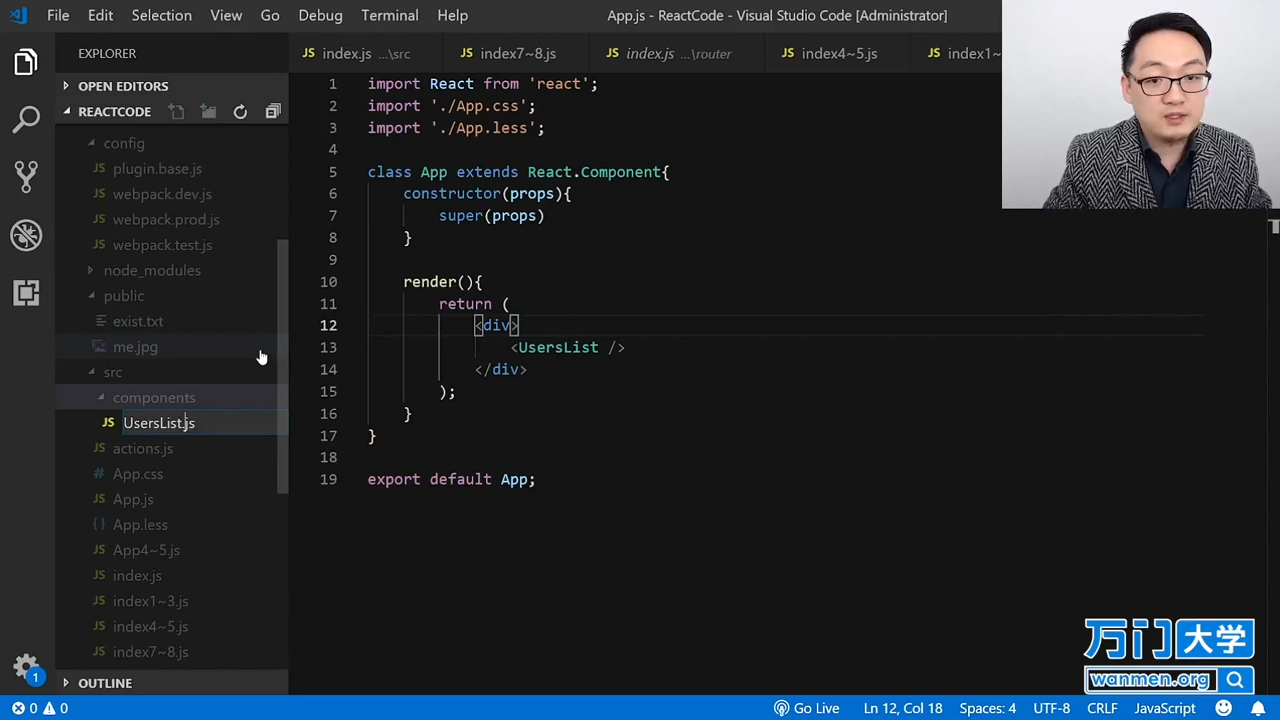 File Edit Selection View Go Debug Terminal Help App.js - ReactCode - Visual Studio Code [Administrator]
EXPLORER
OPEN EDITORS
REACTCODE
config
plugin.base.js
webpack.dev.js
webpack.prod.js
webpack.test.js
node_modules
public
exist.txt
me.jpg
src
components
UsersList.js
actions.js
App.css
App.js
App.less
App4~5.js
index.js
index1~3.js
index4~5.js
index7~8.js
OUTLINE
index.js ...\src index7~8.js index.js ...\router index4~5.js index1~
1 import React from 'react';
2 import './App.css';
3 import './App.less';
4
5 class App extends React.Component{
6 constructor(props){
7 super(props)
8 }
9
10 render(){
11 return (
12 <div>
13 <UsersList />
14 </div>
15 );
16 }
17 }
18
19 export default App;
万门大学
wanmen.org
1
0 0 Go Live Ln 12, Col 18 Spaces: 4 UTF-8 CRLF JavaScript